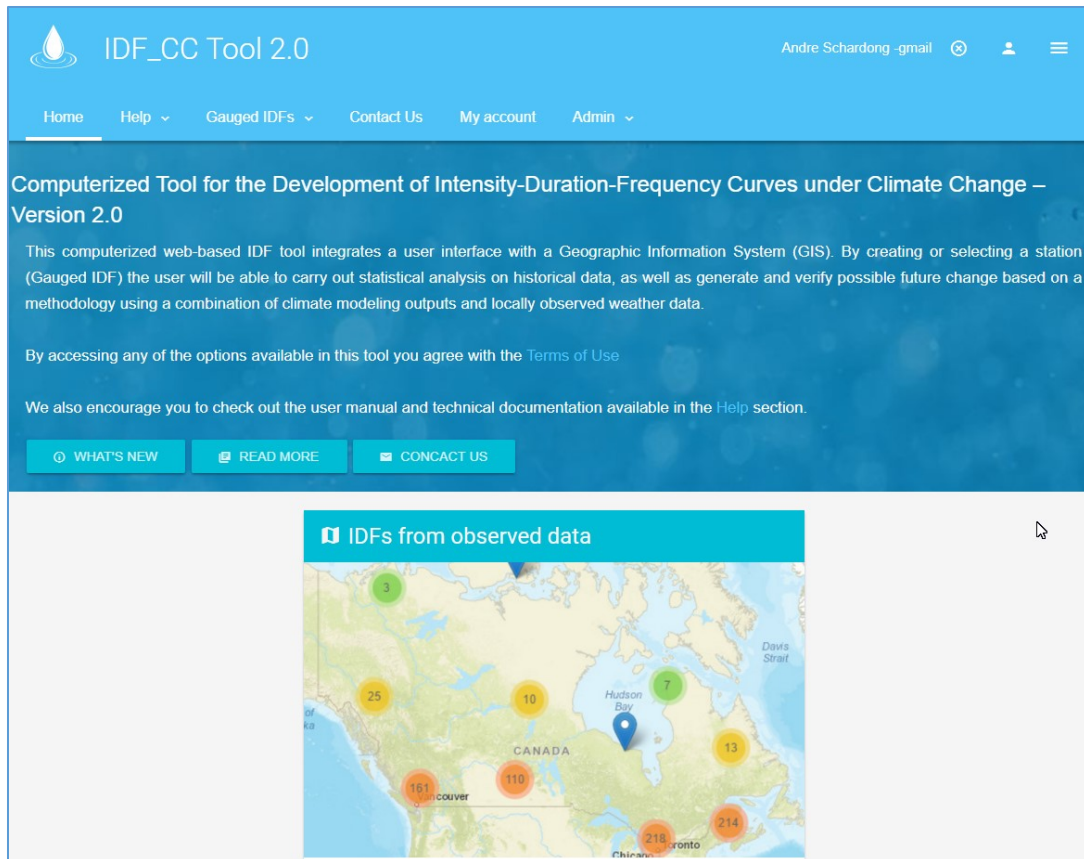 IDF_CC Tool 2.0
Andre Schardong -gmail
Home Help Gauged IDFs Contact Us My account Admin
Computerized Tool for the Development of Intensity-Duration-Frequency Curves under Climate Change –
Version 2.0
This computerized web-based IDF tool integrates a user interface with a Geographic Information System (GIS). By creating or selecting a station
(Gauged IDF) the user will be able to carry out statistical analysis on historical data, as well as generate and verify possible future change based on a
methodology using a combination of climate modeling outputs and locally observed weather data.
By accessing any of the options available in this tool you agree with the Terms of Use
We also encourage you to check out the user manual and technical documentation available in the Help section.
WHAT'S NEW READ MORE CONCACT US
IDFs from observed data
3
Davis
Strait
7
25
10
Hudson
Bay
of
ka
13
CANADA
110
161
couver
214
218
oronto
Chicago